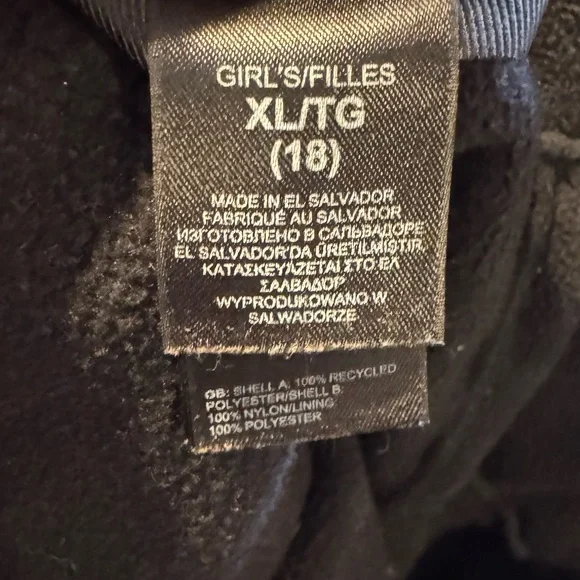 GIRL'S/FILLES
XL/TG
(18)
MADE IN EL SALVADOR
FABRIQUÉ AU SALVADOR
ИЗГОТОВЛЕНО В САЛЬВАДОРЕ
EL SALVADOR'DA ÜRETILMISTIR.
ΚΑΤΑΣΚΕΥΑΖΕΤΑΙ ΣΤΟ ΕΛ
ΣΑΛΒΑΔΟΡ
WYPRODUKOWANO W
SALWADORZE
GB: SHELL A: 100% RECYCLED
POLYESTER/SHELL B:
100% NYLON/LINING:
100% POLYESTER